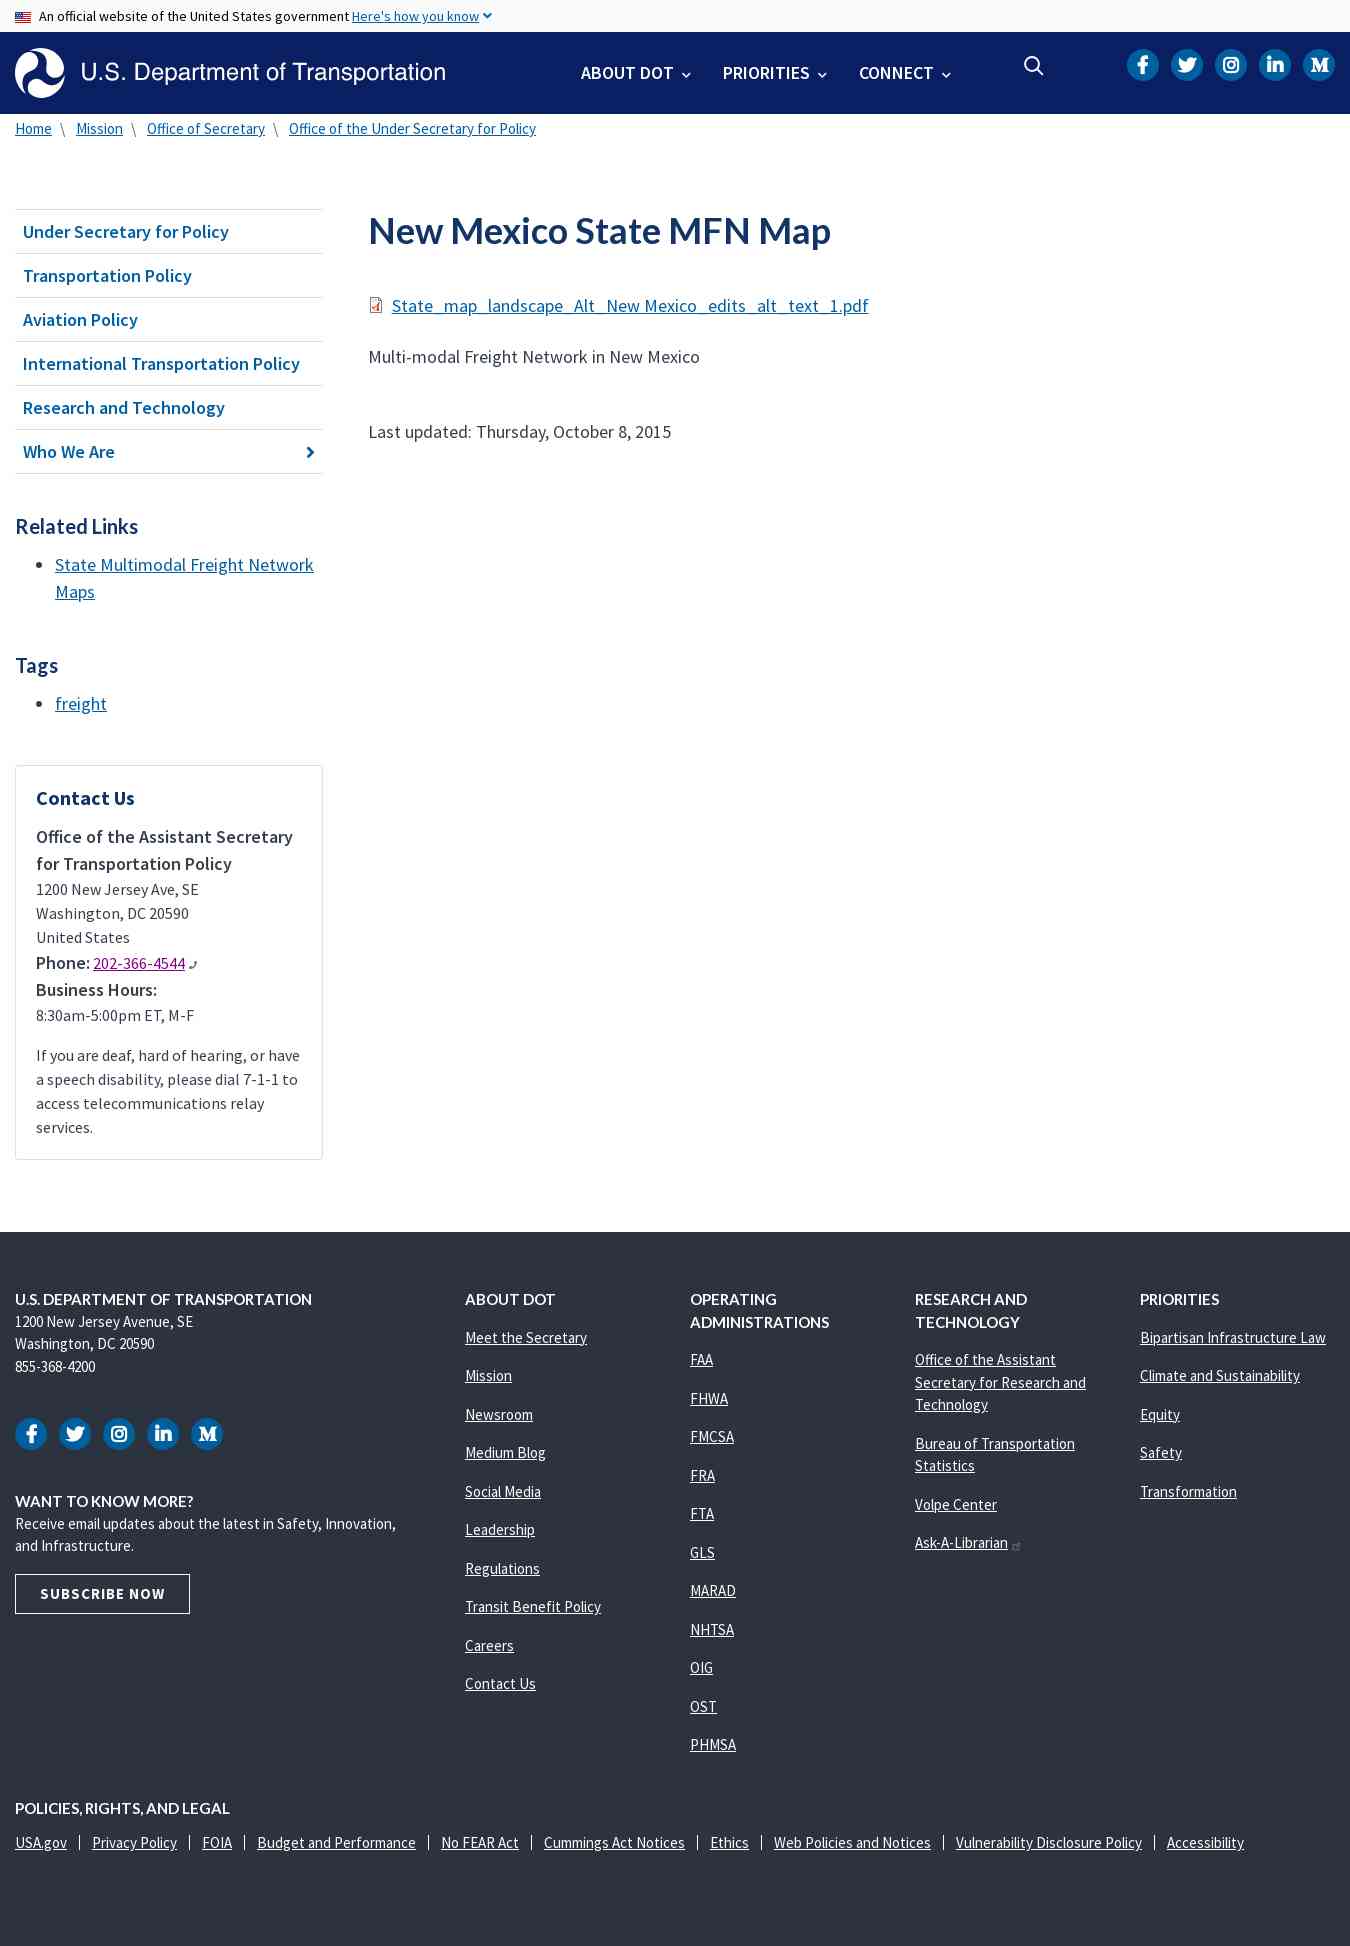 An official website of the United States government Here's how you know
U.S. Department of Transportation
ABOUT DOT
PRIORITIES
CONNECT
Home \ Mission \ Office of Secretary \ Office of the Under Secretary for Policy
Under Secretary for Policy
Transportation Policy
Aviation Policy
International Transportation Policy
Research and Technology
Who We Are
Related Links
State Multimodal Freight Network
Maps
Tags
freight
Contact Us
Office of the Assistant Secretary
for Transportation Policy
1200 New Jersey Ave, SE
Washington, DC 20590
United States
Phone: 202-366-4544
Business Hours:
8:30am-5:00pm ET, M-F
If you are deaf, hard of hearing, or have
a speech disability, please dial 7-1-1 to
access telecommunications relay
services.
New Mexico State MFN Map
State_map_landscape_Alt_New Mexico_edits_alt_text_1.pdf
Multi-modal Freight Network in New Mexico
Last updated: Thursday, October 8, 2015
U.S. DEPARTMENT OF TRANSPORTATION
1200 New Jersey Avenue, SE
Washington, DC 20590
855-368-4200
WANT TO KNOW MORE?
Receive email updates about the latest in Safety, Innovation,
and Infrastructure.
SUBSCRIBE NOW
ABOUT DOT
Meet the Secretary
Mission
Newsroom
Medium Blog
Social Media
Leadership
Regulations
Transit Benefit Policy
Careers
Contact Us
OPERATING
ADMINISTRATIONS
FAA
FHWA
FMCSA
FRA
FTA
GLS
MARAD
NHTSA
OIG
OST
PHMSA
RESEARCH AND
TECHNOLOGY
Office of the Assistant
Secretary for Research and
Technology
Bureau of Transportation
Statistics
Volpe Center
Ask-A-Librarian
PRIORITIES
Bipartisan Infrastructure Law
Climate and Sustainability
Equity
Safety
Transformation
POLICIES, RIGHTS, AND LEGAL
USA.gov | Privacy Policy | FOIA | Budget and Performance | No FEAR Act | Cummings Act Notices | Ethics | Web Policies and Notices | Vulnerability Disclosure Policy | Accessibility